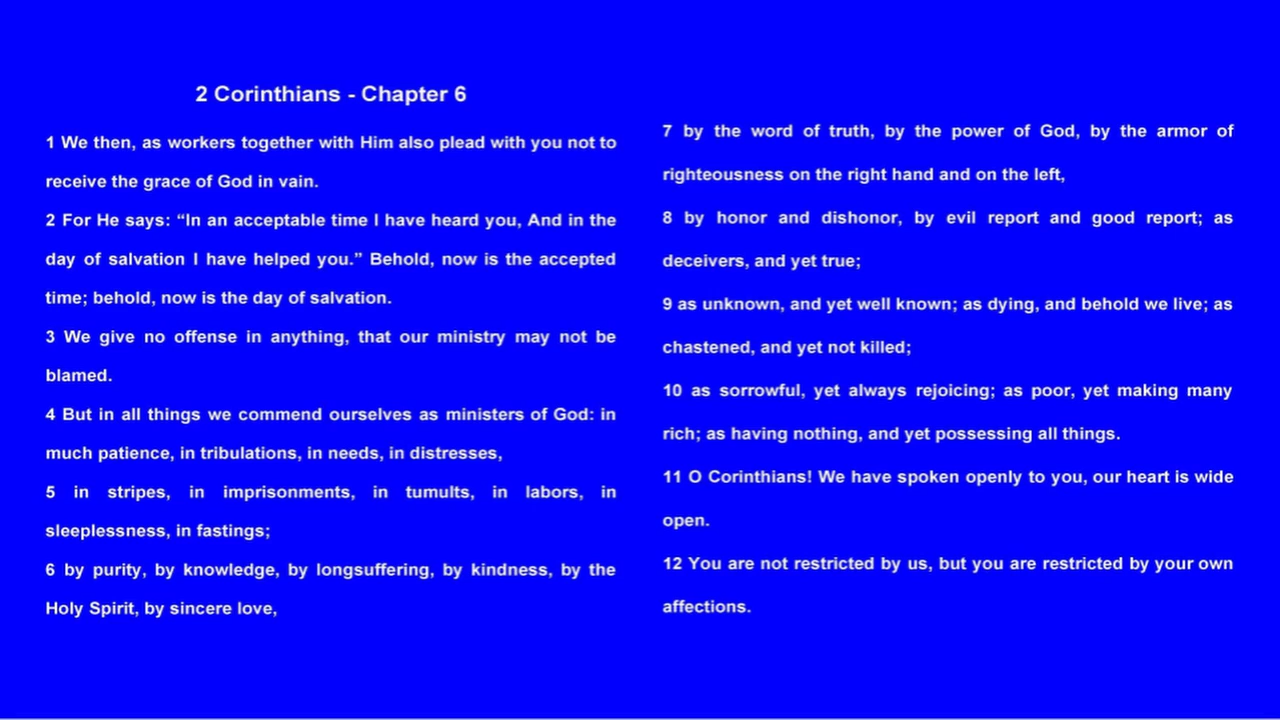 2 Corinthians - Chapter 6
1 We then, as workers together with Him also plead with you not to
receive the grace of God in vain.
2 For He says: “In an acceptable time I have heard you, And in the
day of salvation I have helped you.” Behold, now is the accepted
time; behold, now is the day of salvation.
3 We give no offense in anything, that our ministry may not be
blamed.
4 But in all things we commend ourselves as ministers of God: in
much patience, in tribulations, in needs, in distresses,
5 in stripes, in imprisonments, in tumults, in labors, in
sleeplessness, in fastings;
6 by purity, by knowledge, by longsuffering, by kindness, by the
Holy Spirit, by sincere love,
7 by the word of truth, by the power of God, by the armor of
righteousness on the right hand and on the left,
8 by honor and dishonor, by evil report and good report; as
deceivers, and yet true;
9 as unknown, and yet well known; as dying, and behold we live; as
chastened, and yet not killed;
10 as sorrowful, yet always rejoicing; as poor, yet making many
rich; as having nothing, and yet possessing all things.
11 O Corinthians! We have spoken openly to you, our heart is wide
open.
12 You are not restricted by us, but you are restricted by your own
affections.